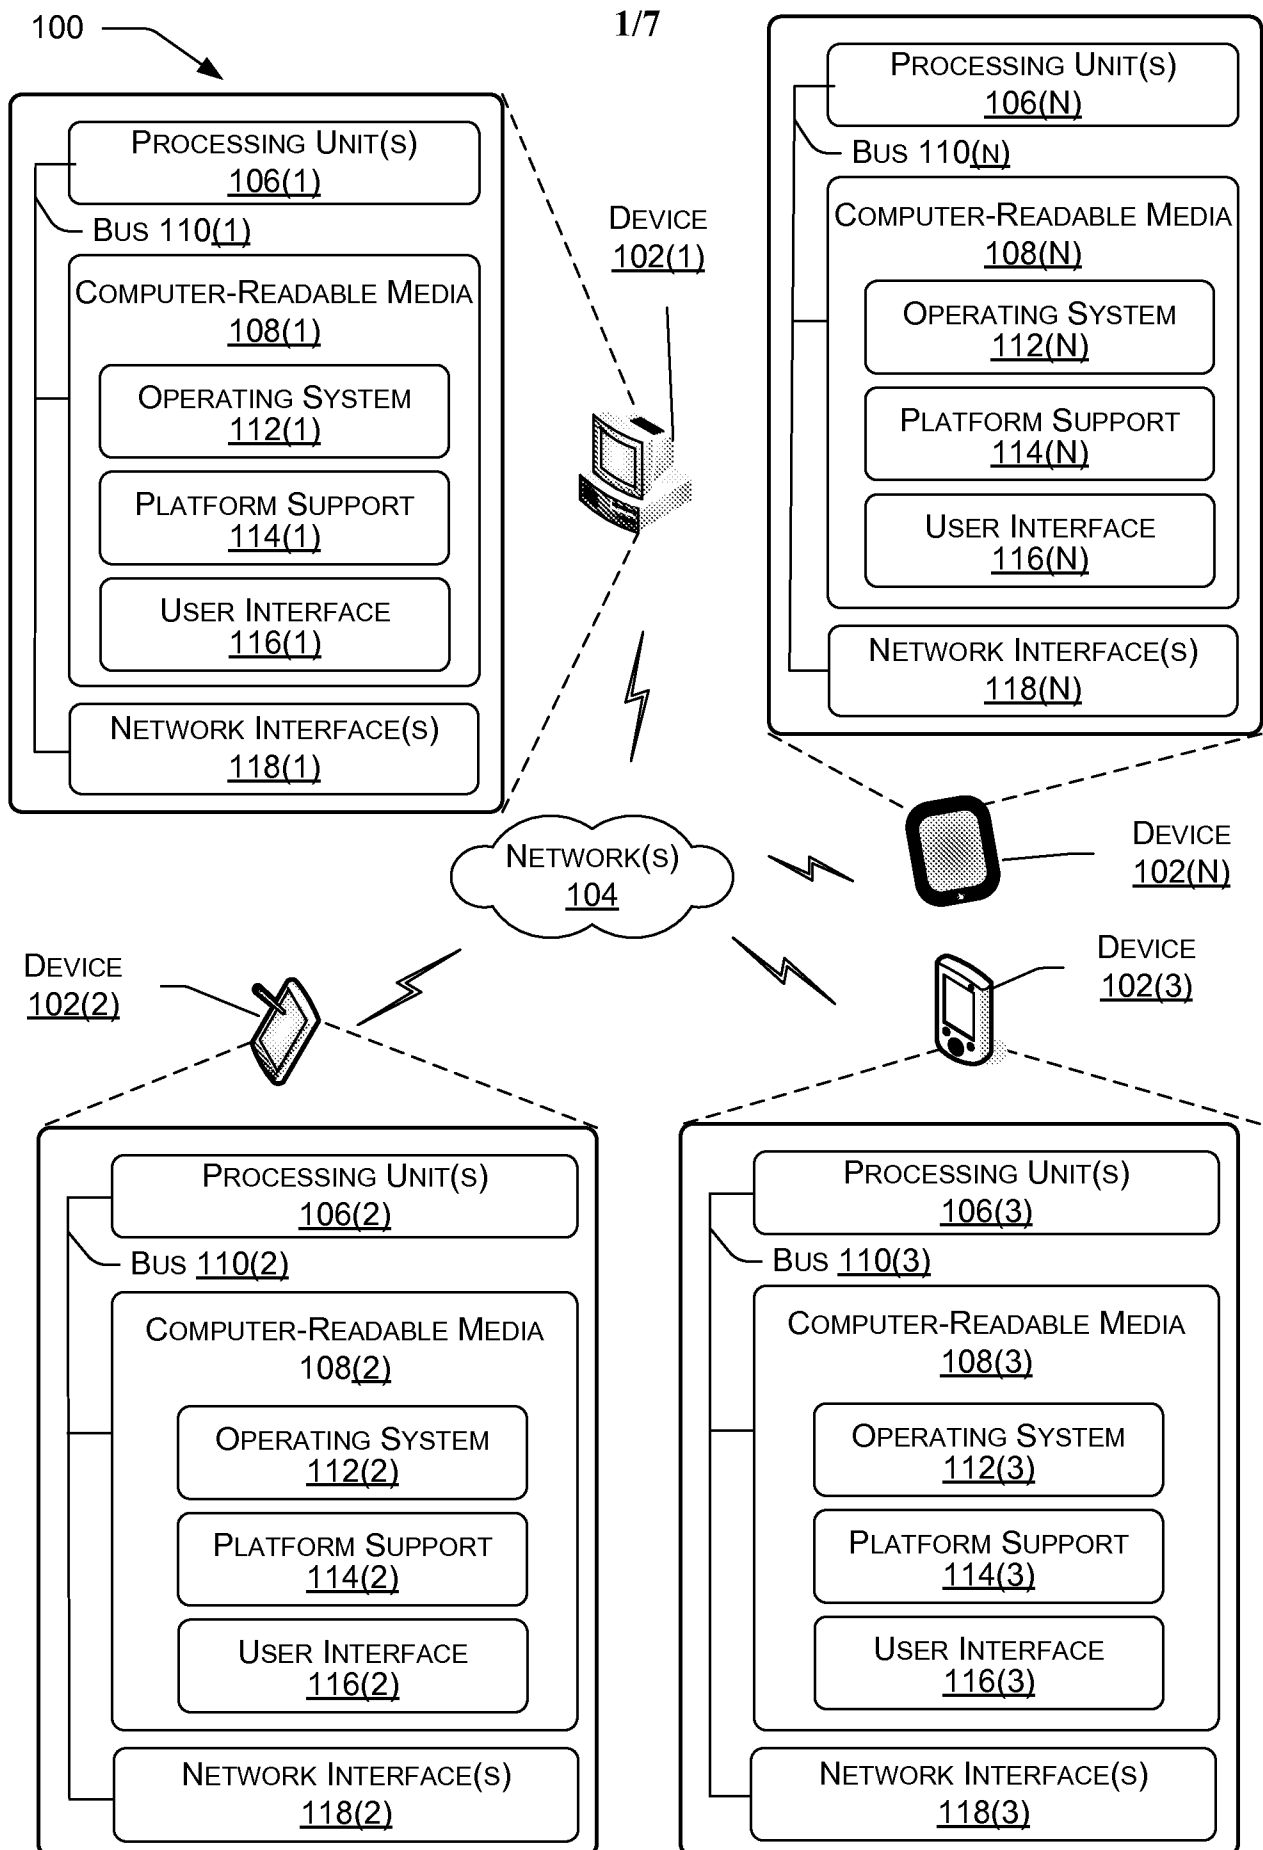 100
1/7
PROCESSING UNIT(S)
106(1)
BUS 110(1)
COMPUTER-READABLE MEDIA
108(1)
OPERATING SYSTEM
112(1)
PLATFORM SUPPORT
114(1)
USER INTERFACE
116(1)
NETWORK INTERFACE(S)
118(1)
DEVICE
102(1)
PROCESSING UNIT(S)
106(N)
BUS 110(N)
COMPUTER-READABLE MEDIA
108(N)
OPERATING SYSTEM
112(N)
PLATFORM SUPPORT
114(N)
USER INTERFACE
116(N)
NETWORK INTERFACE(S)
118(N)
NETWORK(S)
104
DEVICE
102(N)
DEVICE
102(2)
DEVICE
102(3)
PROCESSING UNIT(S)
106(2)
BUS 110(2)
COMPUTER-READABLE MEDIA
108(2)
OPERATING SYSTEM
112(2)
PLATFORM SUPPORT
114(2)
USER INTERFACE
116(2)
NETWORK INTERFACE(S)
118(2)
PROCESSING UNIT(S)
106(3)
BUS 110(3)
COMPUTER-READABLE MEDIA
108(3)
OPERATING SYSTEM
112(3)
PLATFORM SUPPORT
114(3)
USER INTERFACE
116(3)
NETWORK INTERFACE(S)
118(3)